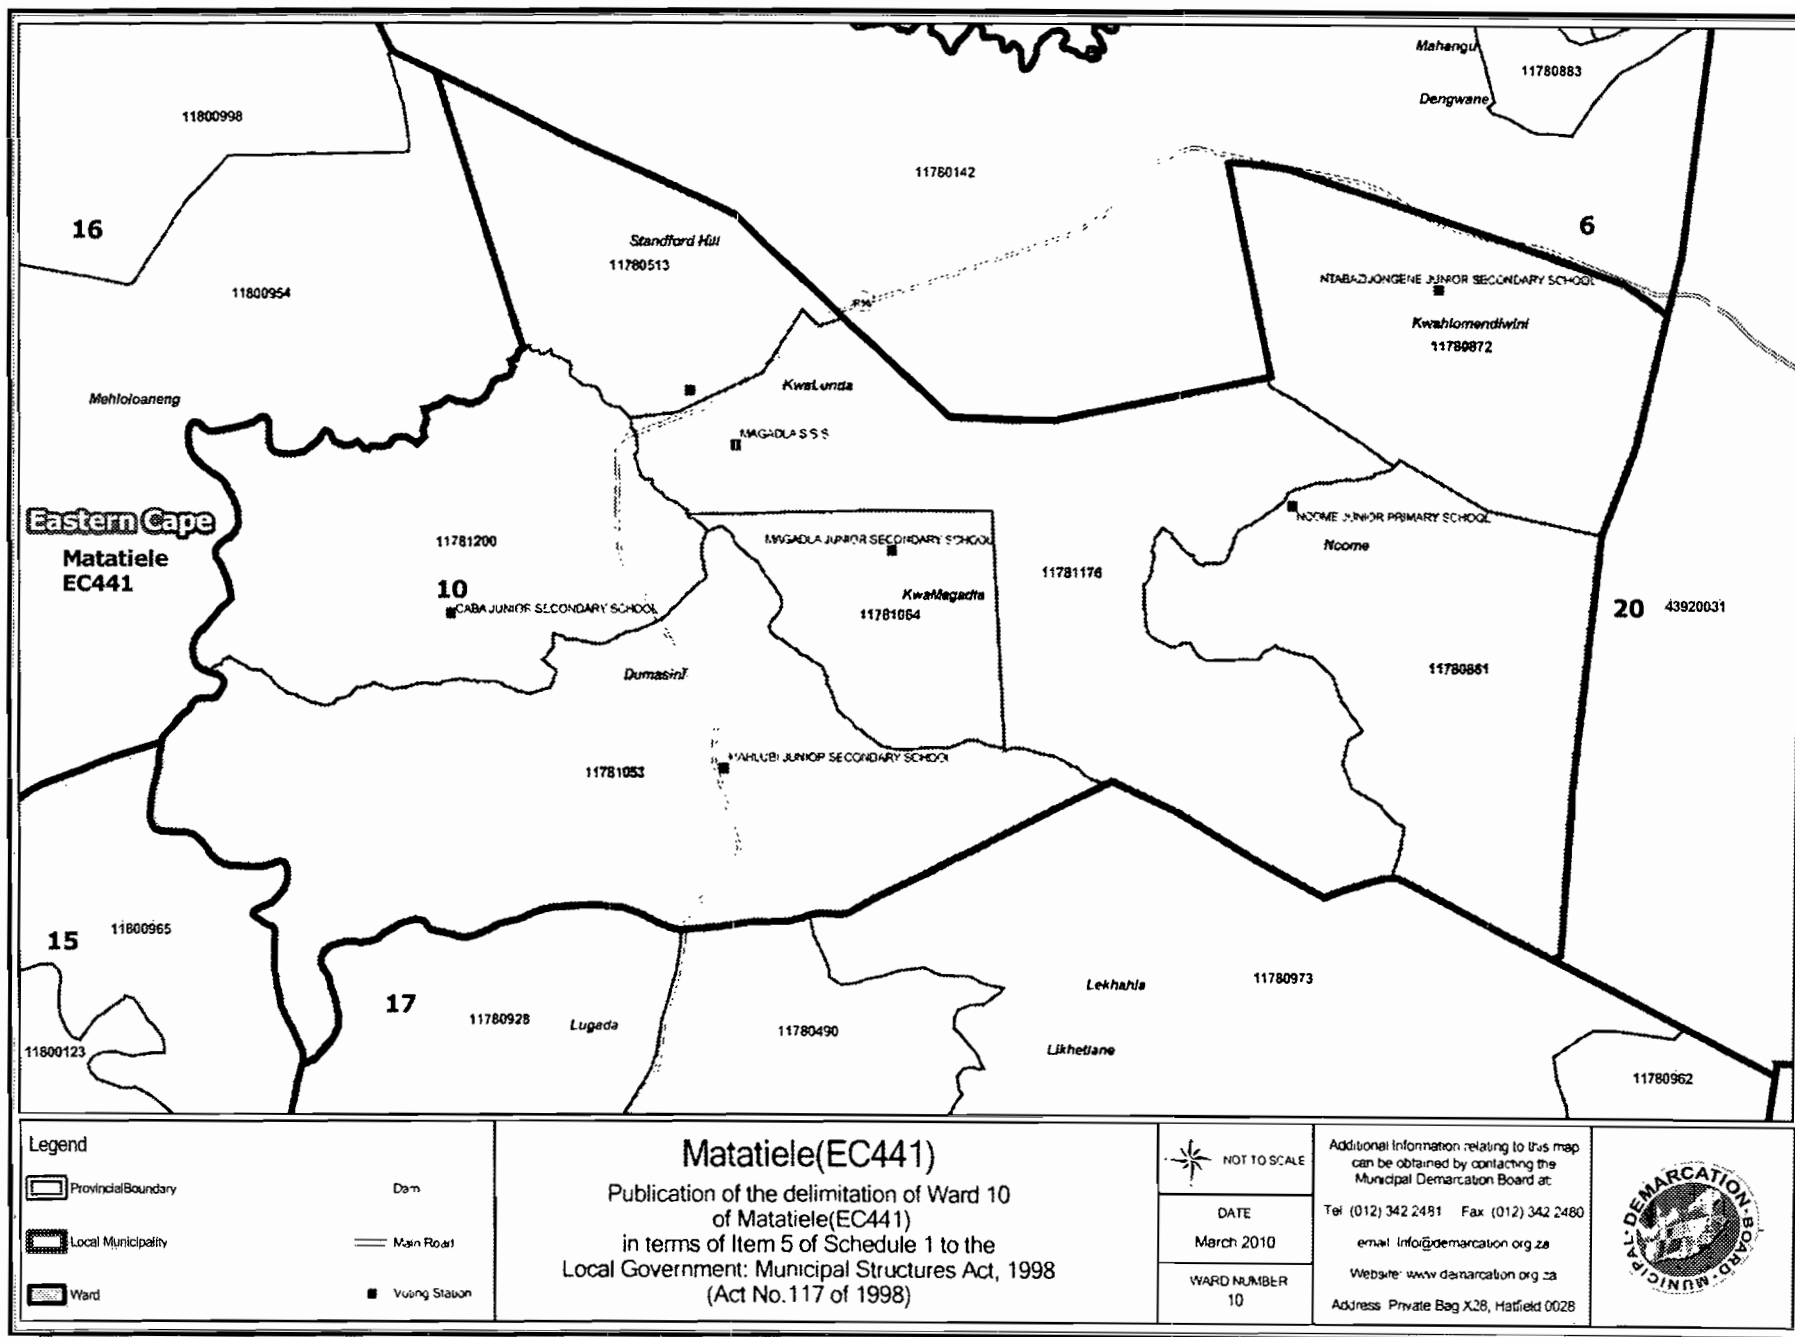 Mahangu
11780883
Dengwane
11800998
11780142
16
6
Standford Hill
11780513
11800954
NTABAZIJONGENE JUNIOR SECONDARY SCHOOL
Kwahlomendlwini
11780872
Mehloloaneng
KwaLunda
MAGADLA S S S
Eastern Cape
Matatiele
EC441
NCOME JUNIOR PRIMARY SCHOOL
Ncome
11781200
MAGADLA JUNIOR SECONDARY SCHOOL
11781176
10
CABA JUNIOR SECONDARY SCHOOL
KwaMagadla
11781064
20
43920031
Dumasini
11780861
MAHLUBI JUNIOR SECONDARY SCHOOL
11781053
15
11800965
17
11780928
Lugada
11780490
Lekhahla
11780973
Likhetlane
11800123
11780962
Legend
Provincial Boundary
Dam
Local Municipality
Main Road
Ward
Voting Station
Matatiele(EC441)
Publication of the delimitation of Ward 10
of Matatiele(EC441)
in terms of Item 5 of Schedule 1 to the
Local Government: Municipal Structures Act, 1998
(Act No.117 of 1998)
NOT TO SCALE
DATE
March 2010
WARD NUMBER
10
Additional Information relating to this map
can be obtained by contacting the
Municipal Demarcation Board at:
Tel (012) 342 2481 Fax (012) 342 2480
email info@demarcation.org.za
Website: www.demarcation.org.za
Address Private Bag X28, Hatfield 0028
MUNICIPAL DEMARCATION BOARD